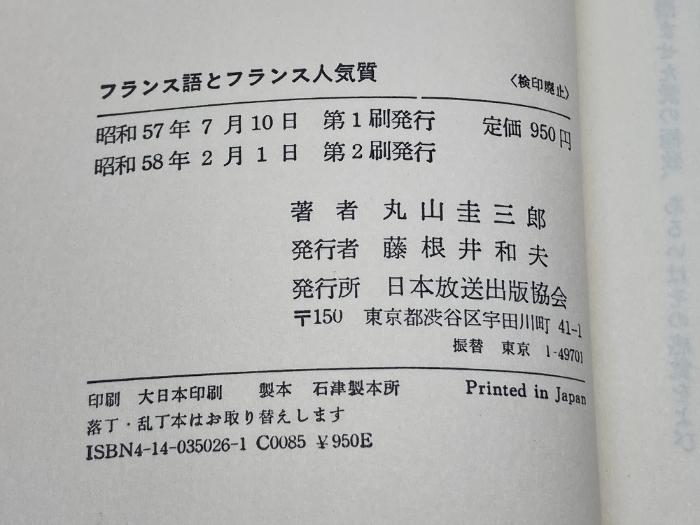 フランス語とフランス人気質 〈検印廃止〉
昭和57年7月10日 第1刷発行 定価 950円
昭和58年2月1日 第2刷発行
著者 丸山圭三郎
発行者 藤根井和夫
発行所 日本放送出版協会
〒150 東京都渋谷区宇田川町 41-1
振替 東京 1-49701
印刷 大日本印刷 製本 石津製本所 Printed in Japan
落丁・乱丁本はお取り替えします
ISBN4-14-035026-1 C0085 ¥950E